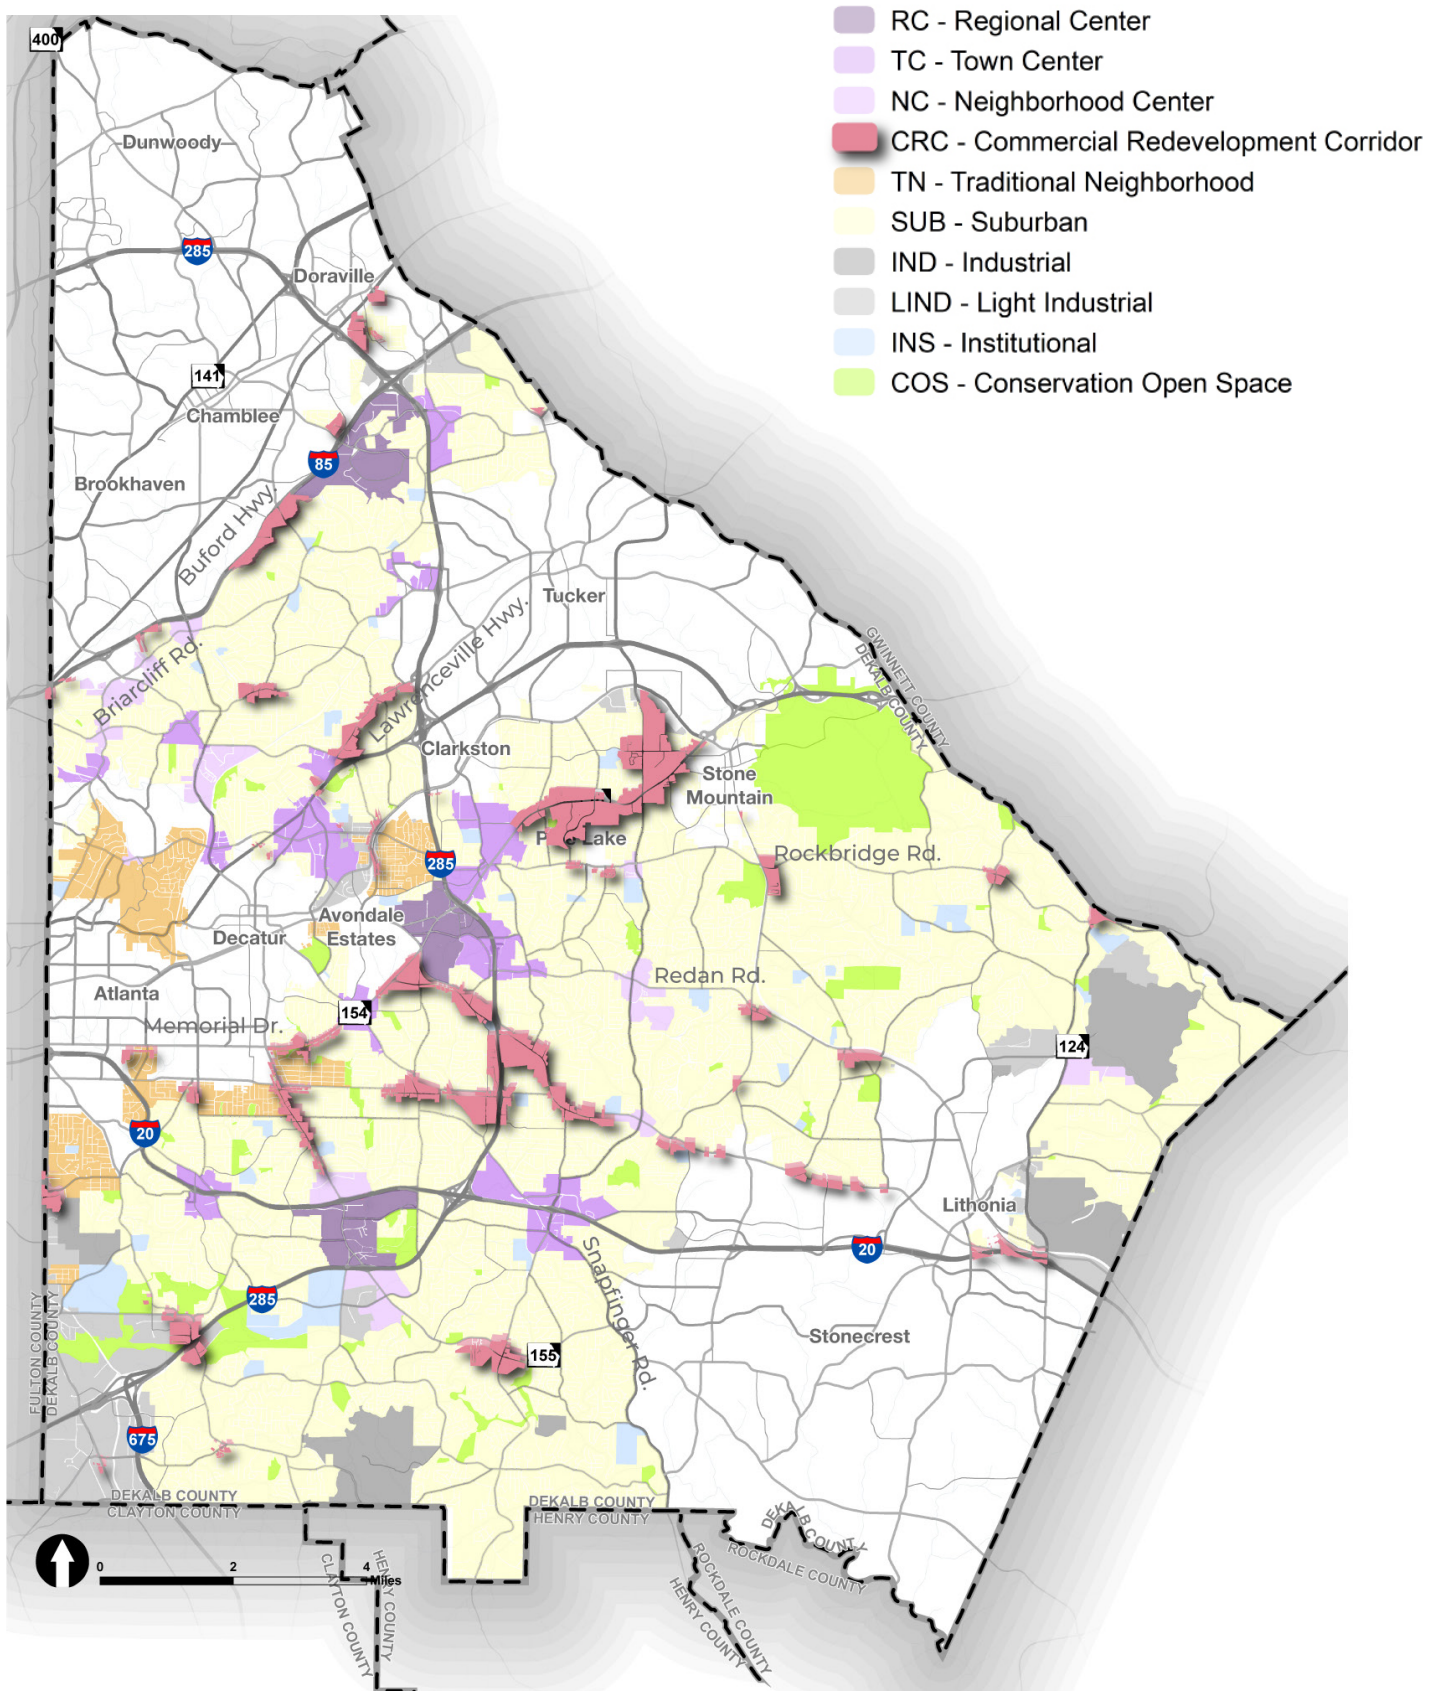 RC - Regional Center
TC - Town Center
NC - Neighborhood Center
CRC - Commercial Redevelopment Corridor
TN - Traditional Neighborhood
SUB - Suburban
IND - Industrial
LIND - Light Industrial
INS - Institutional
COS - Conservation Open Space
400
Dunwoody
285
Doraville
141
Chamblee
85
Brookhaven
Buford Hwy.
Tucker
Lawrenceville Hwy.
Briarcliff Rd.
GWINNETT COUNTY
DEKALB COUNTY
Clarkston
Stone
Mountain
Lake
Rockbridge Rd.
285
Avondale
Estates
Decatur
Redan Rd.
Atlanta
154
Memorial Dr.
124
20
Lithonia
20
Snapfinger Rd.
285
Stonecrest
FULTON COUNTY
DEKALB COUNTY
155
675
DEKALB COUNTY
CLAYTON COUNTY
DEKALB COUNTY
HENRY COUNTY
DEKALB COUNTY
ROCKDALE COUNTY
0 2 4
Miles
CLAYTON COUNTY
HENRY COUNTY
ROCKDALE COUNTY
HENRY COUNTY